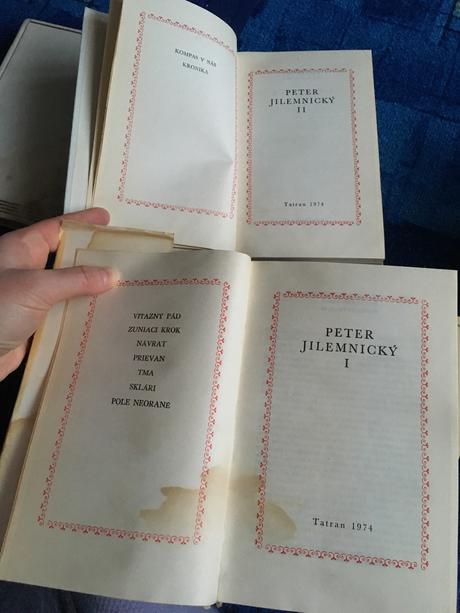 KOMPAS V NÁS
KRONIKA
PETER
JILEMNICKÝ
II
Tatran 1974
VÍŤAZNÝ PÁD
ZUNIACI KROK
NÁVRAT
PRIEVAN
TMA
SKLÁRI
POLE NEORANÉ
PETER
JILEMNICKÝ
I
Tatran 1974